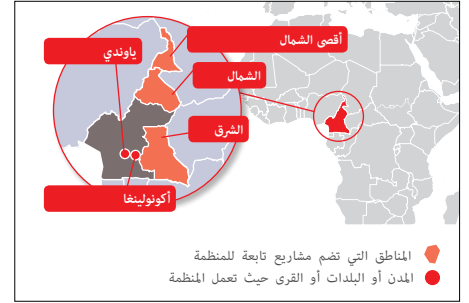 أقصى الشمال
ياوندي
الشمال
الشرق
أكونولينغا
المناطق التي تضم مشاريع تابعة للمنظمة
المدن أو البلدات أو القرى حيث تعمل المنظمة